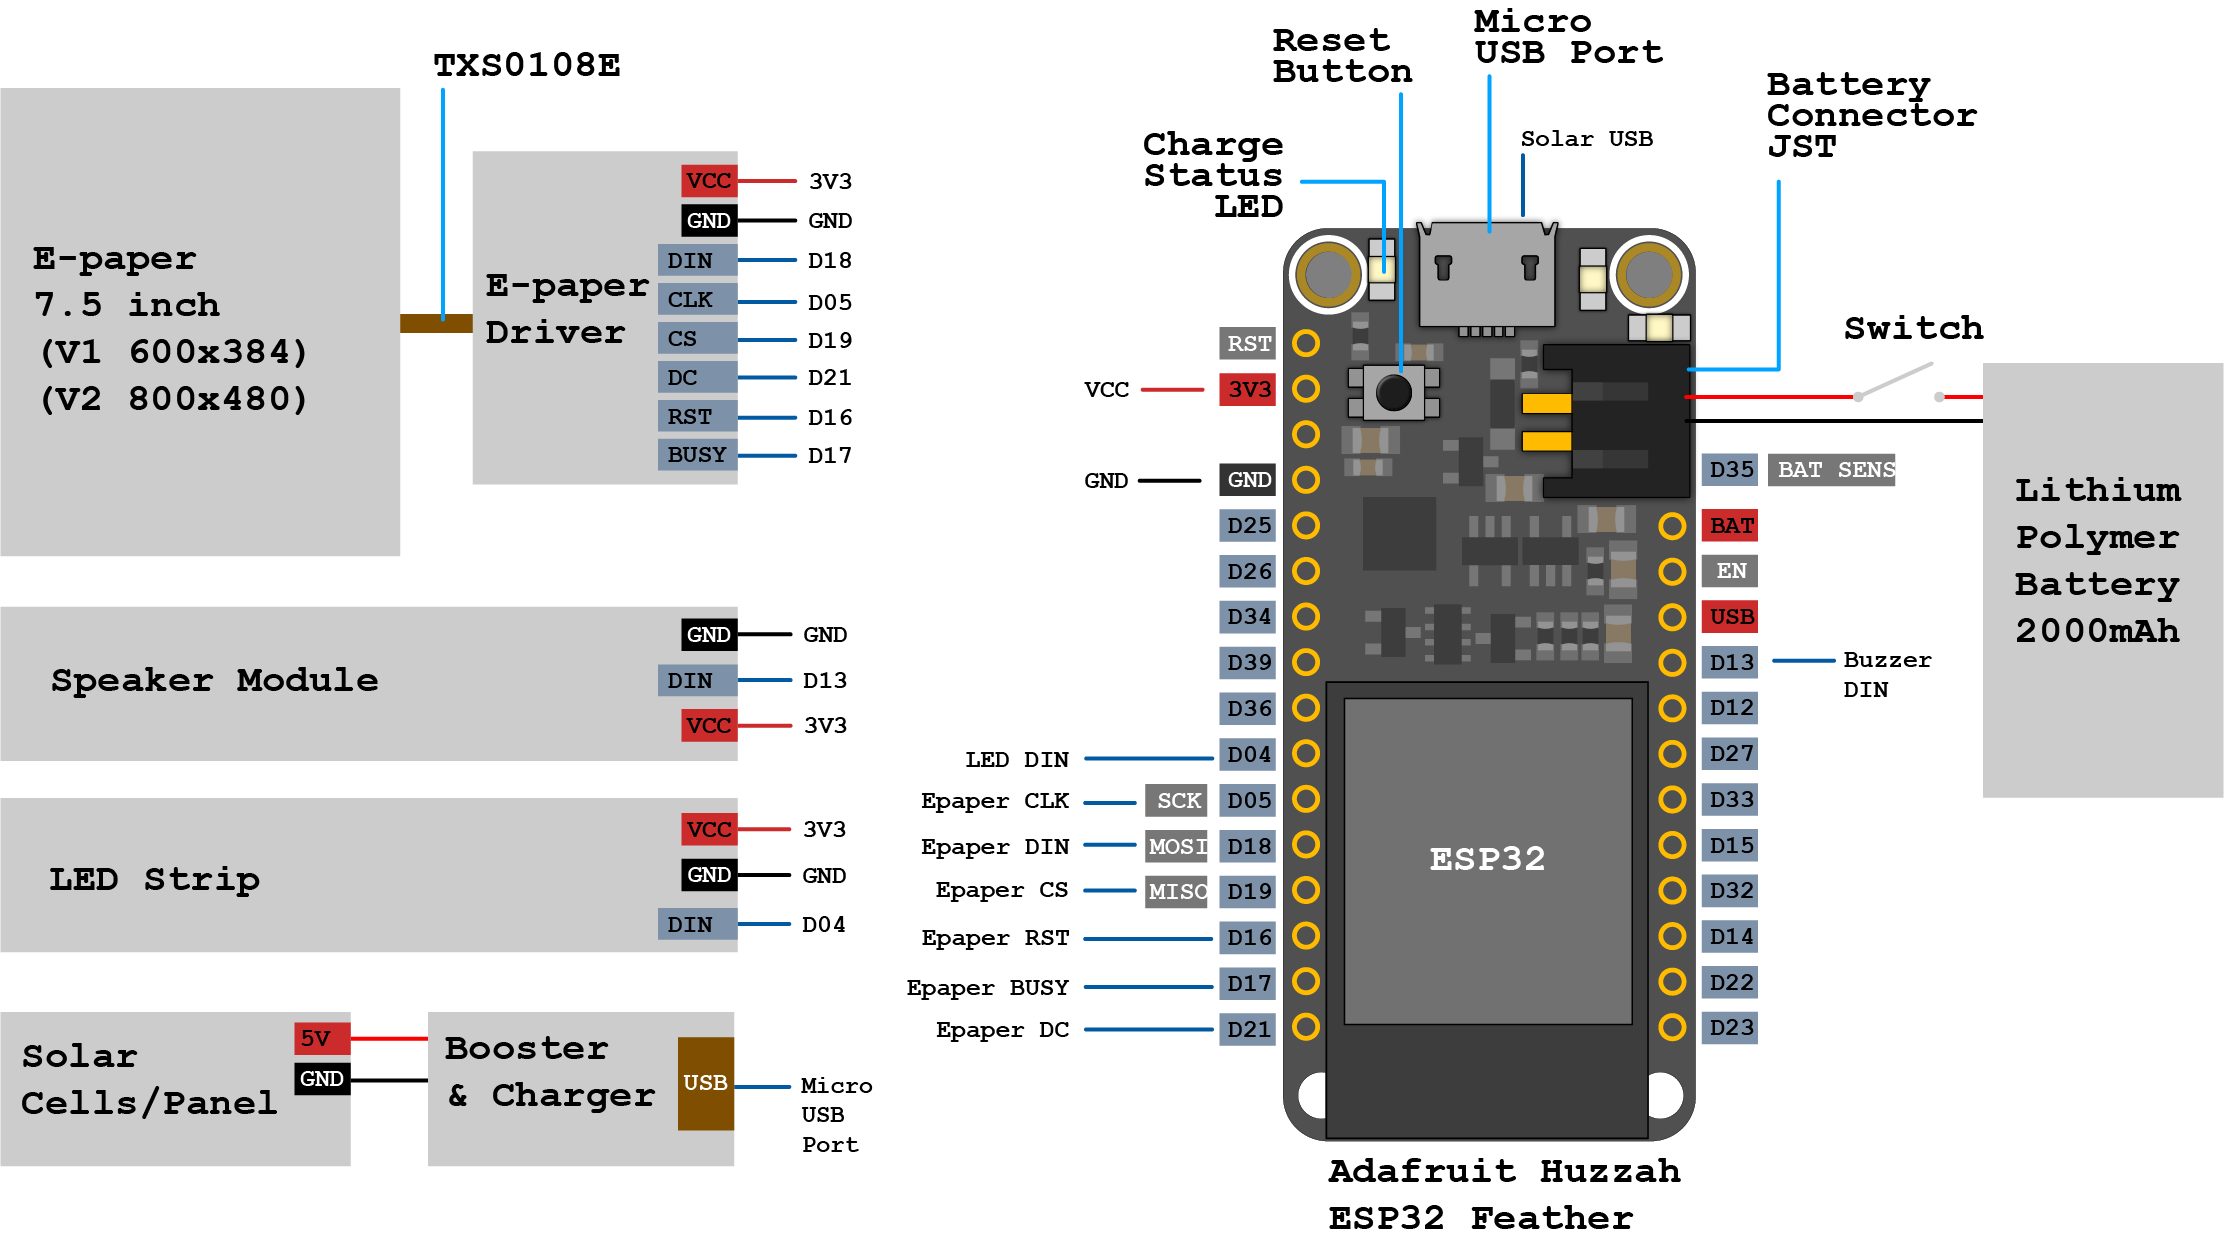 TXS0108E
E-paper
7.5 inch
(V1 600x384)
(V2 800x480)
E-paper
Driver
VCC 3V3
GND GND
DIN D18
CLK D05
CS D19
DC D21
RST D16
BUSY D17
Speaker Module
GND GND
DIN D13
VCC 3V3
LED Strip
VCC 3V3
GND GND
DIN D04
Solar
Cells/Panel
5V
GND
Booster
& Charger
USB
Micro
USB
Port
Reset
Button
Micro
USB Port
Solar USB
Charge
Status
LED
Battery
Connector
JST
Switch
RST
VCC 3V3
GND GND
D25
D26
D34
D39
D36
LED DIN D04
Epaper CLK SCK D05
Epaper DIN MOSI D18
Epaper CS MISO D19
Epaper RST D16
Epaper BUSY D17
Epaper DC D21
ESP32
D35 BAT SENS
BAT
EN
USB
D13 Buzzer
DIN
D12
D27
D33
D15
D32
D14
D22
D23
Lithium
Polymer
Battery
2000mAh
Adafruit Huzzah
ESP32 Feather